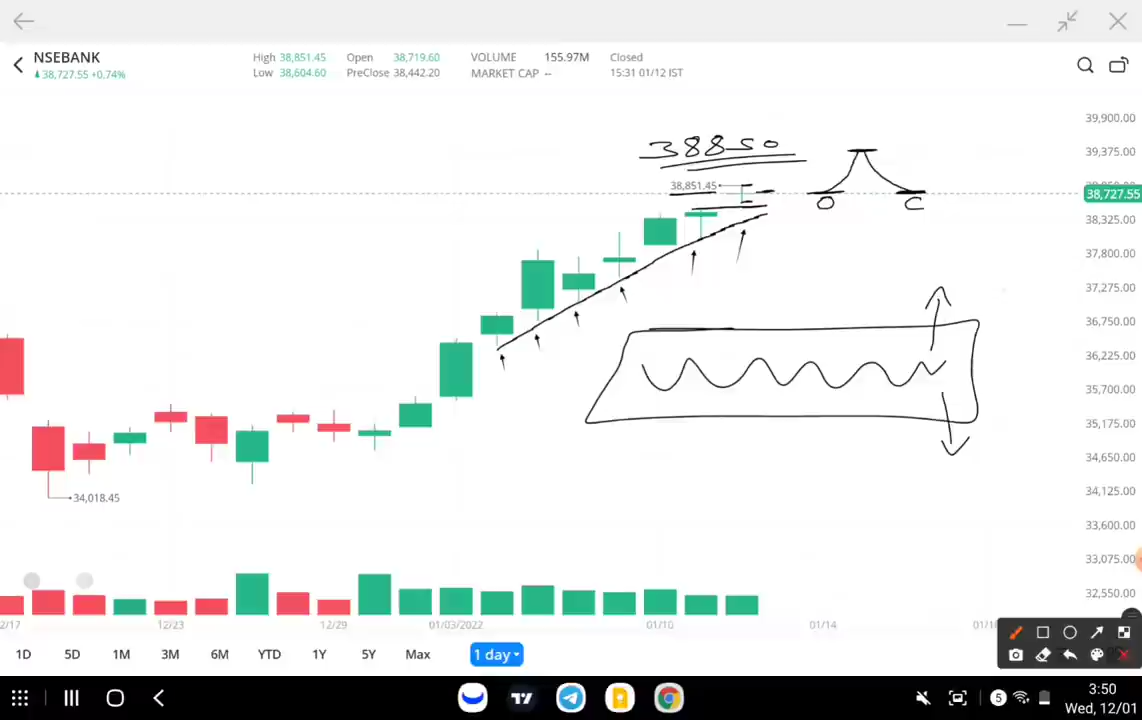 NSEBANK
38,727.55 +0.74%
High 38,851.45 Open 38,719.60 VOLUME 155.97M Closed
Low 38,604.60 PreClose 38,442.20 MARKET CAP -- 15:31 01/12 IST
39,900.00
38850
39,375.00
38,851.45
38,727.55
O C
38,325.00
37,800.00
37,275.00
36,750.00
36,225.00
35,700.00
35,175.00
34,650.00
34,018.45
34,125.00
33,600.00
33,075.00
32,550.00
2/17 12/23 12/29 01/03/2022 01/10 01/14
1D 5D 1M 3M 6M YTD 1Y 5Y Max 1 day
5 3:50
Wed, 12/01